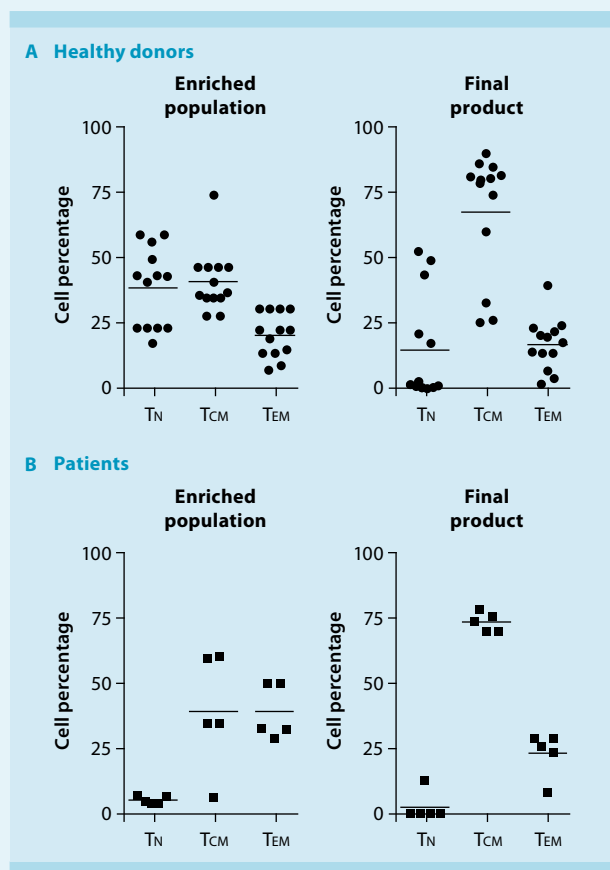 A Healthy donors
Enriched population
Final product
Cell percentage
100
75
50
25
0
TN TCM TEM
Cell percentage
100
75
50
25
0
TN TCM TEM
B Patients
Enriched population
Final product
Cell percentage
100
75
50
25
0
TN TCM TEM
Cell percentage
100
75
50
25
0
TN TCM TEM